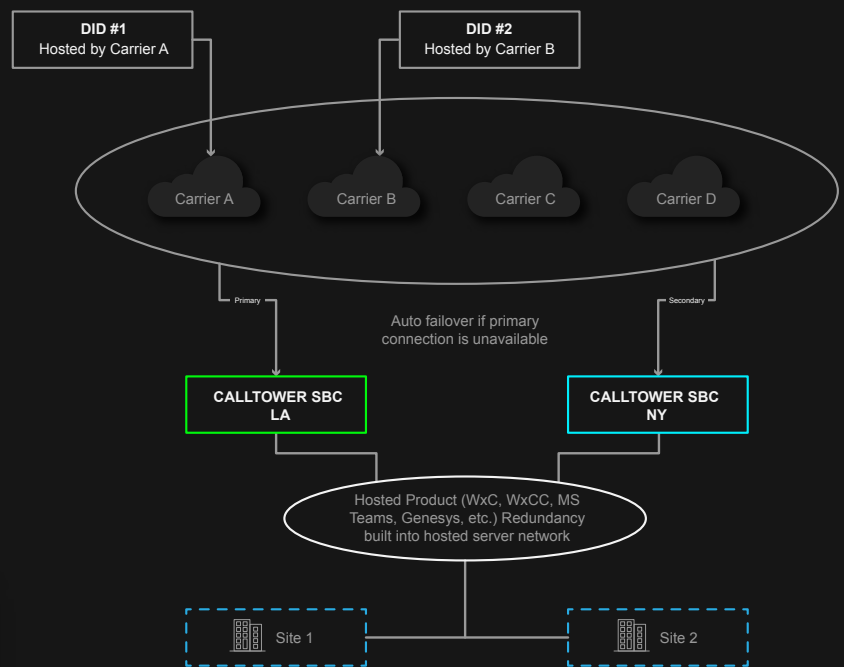 DID #1
Hosted by Carrier A
DID #2
Hosted by Carrier B
Carrier A
Carrier B
Carrier C
Carrier D
Primary
Secondary
Auto failover if primary
connection is unavailable
CALLTOWER SBC
LA
CALLTOWER SBC
NY
Hosted Product (WxC, WxCC, MS
Teams, Genesys, etc.) Redundancy
built into hosted server network
Site 1
Site 2